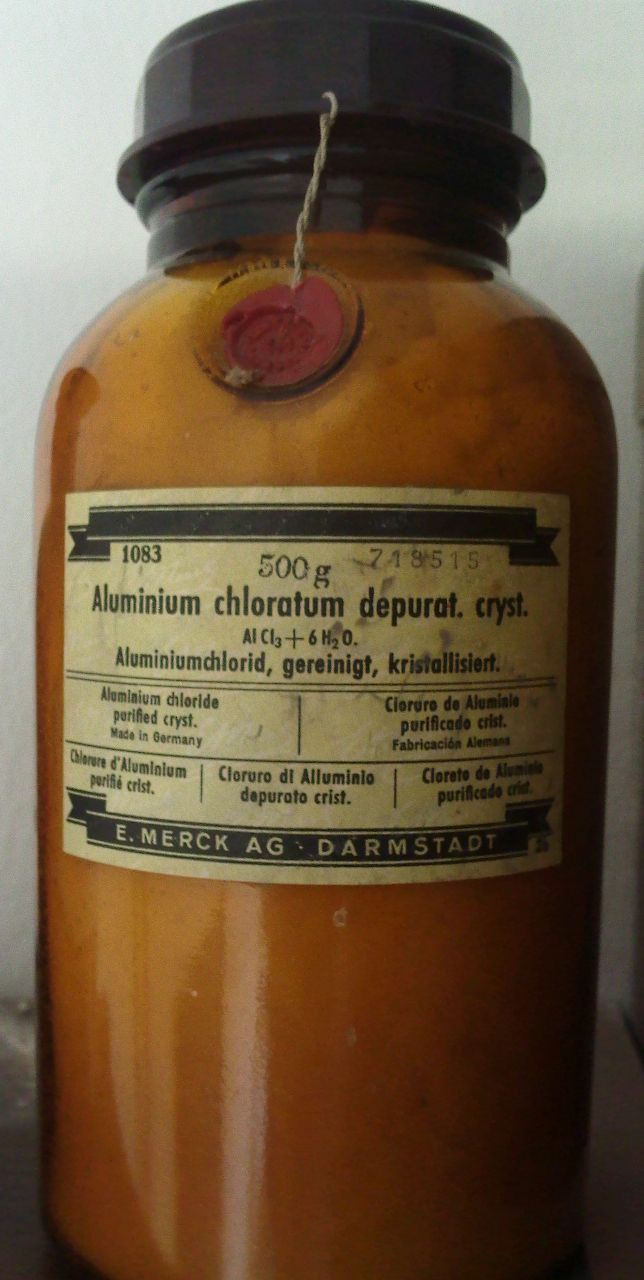 1083 500 g 718515
Aluminium chloratum depurat. cryst.
AlCl₃ + 6 H₂O.
Aluminiumchlorid, gereinigt, kristallisiert.
Aluminium chloride
purified cryst.
Made in Germany
Cloruro de Aluminio
purificado crist.
Fabricación Alemana
Chlorure d'Aluminium
purifié crist.
Cloruro di Alluminio
depurato crist.
Cloreto de Aluminio
purificado crist.
E. MERCK AG · DARMSTADT